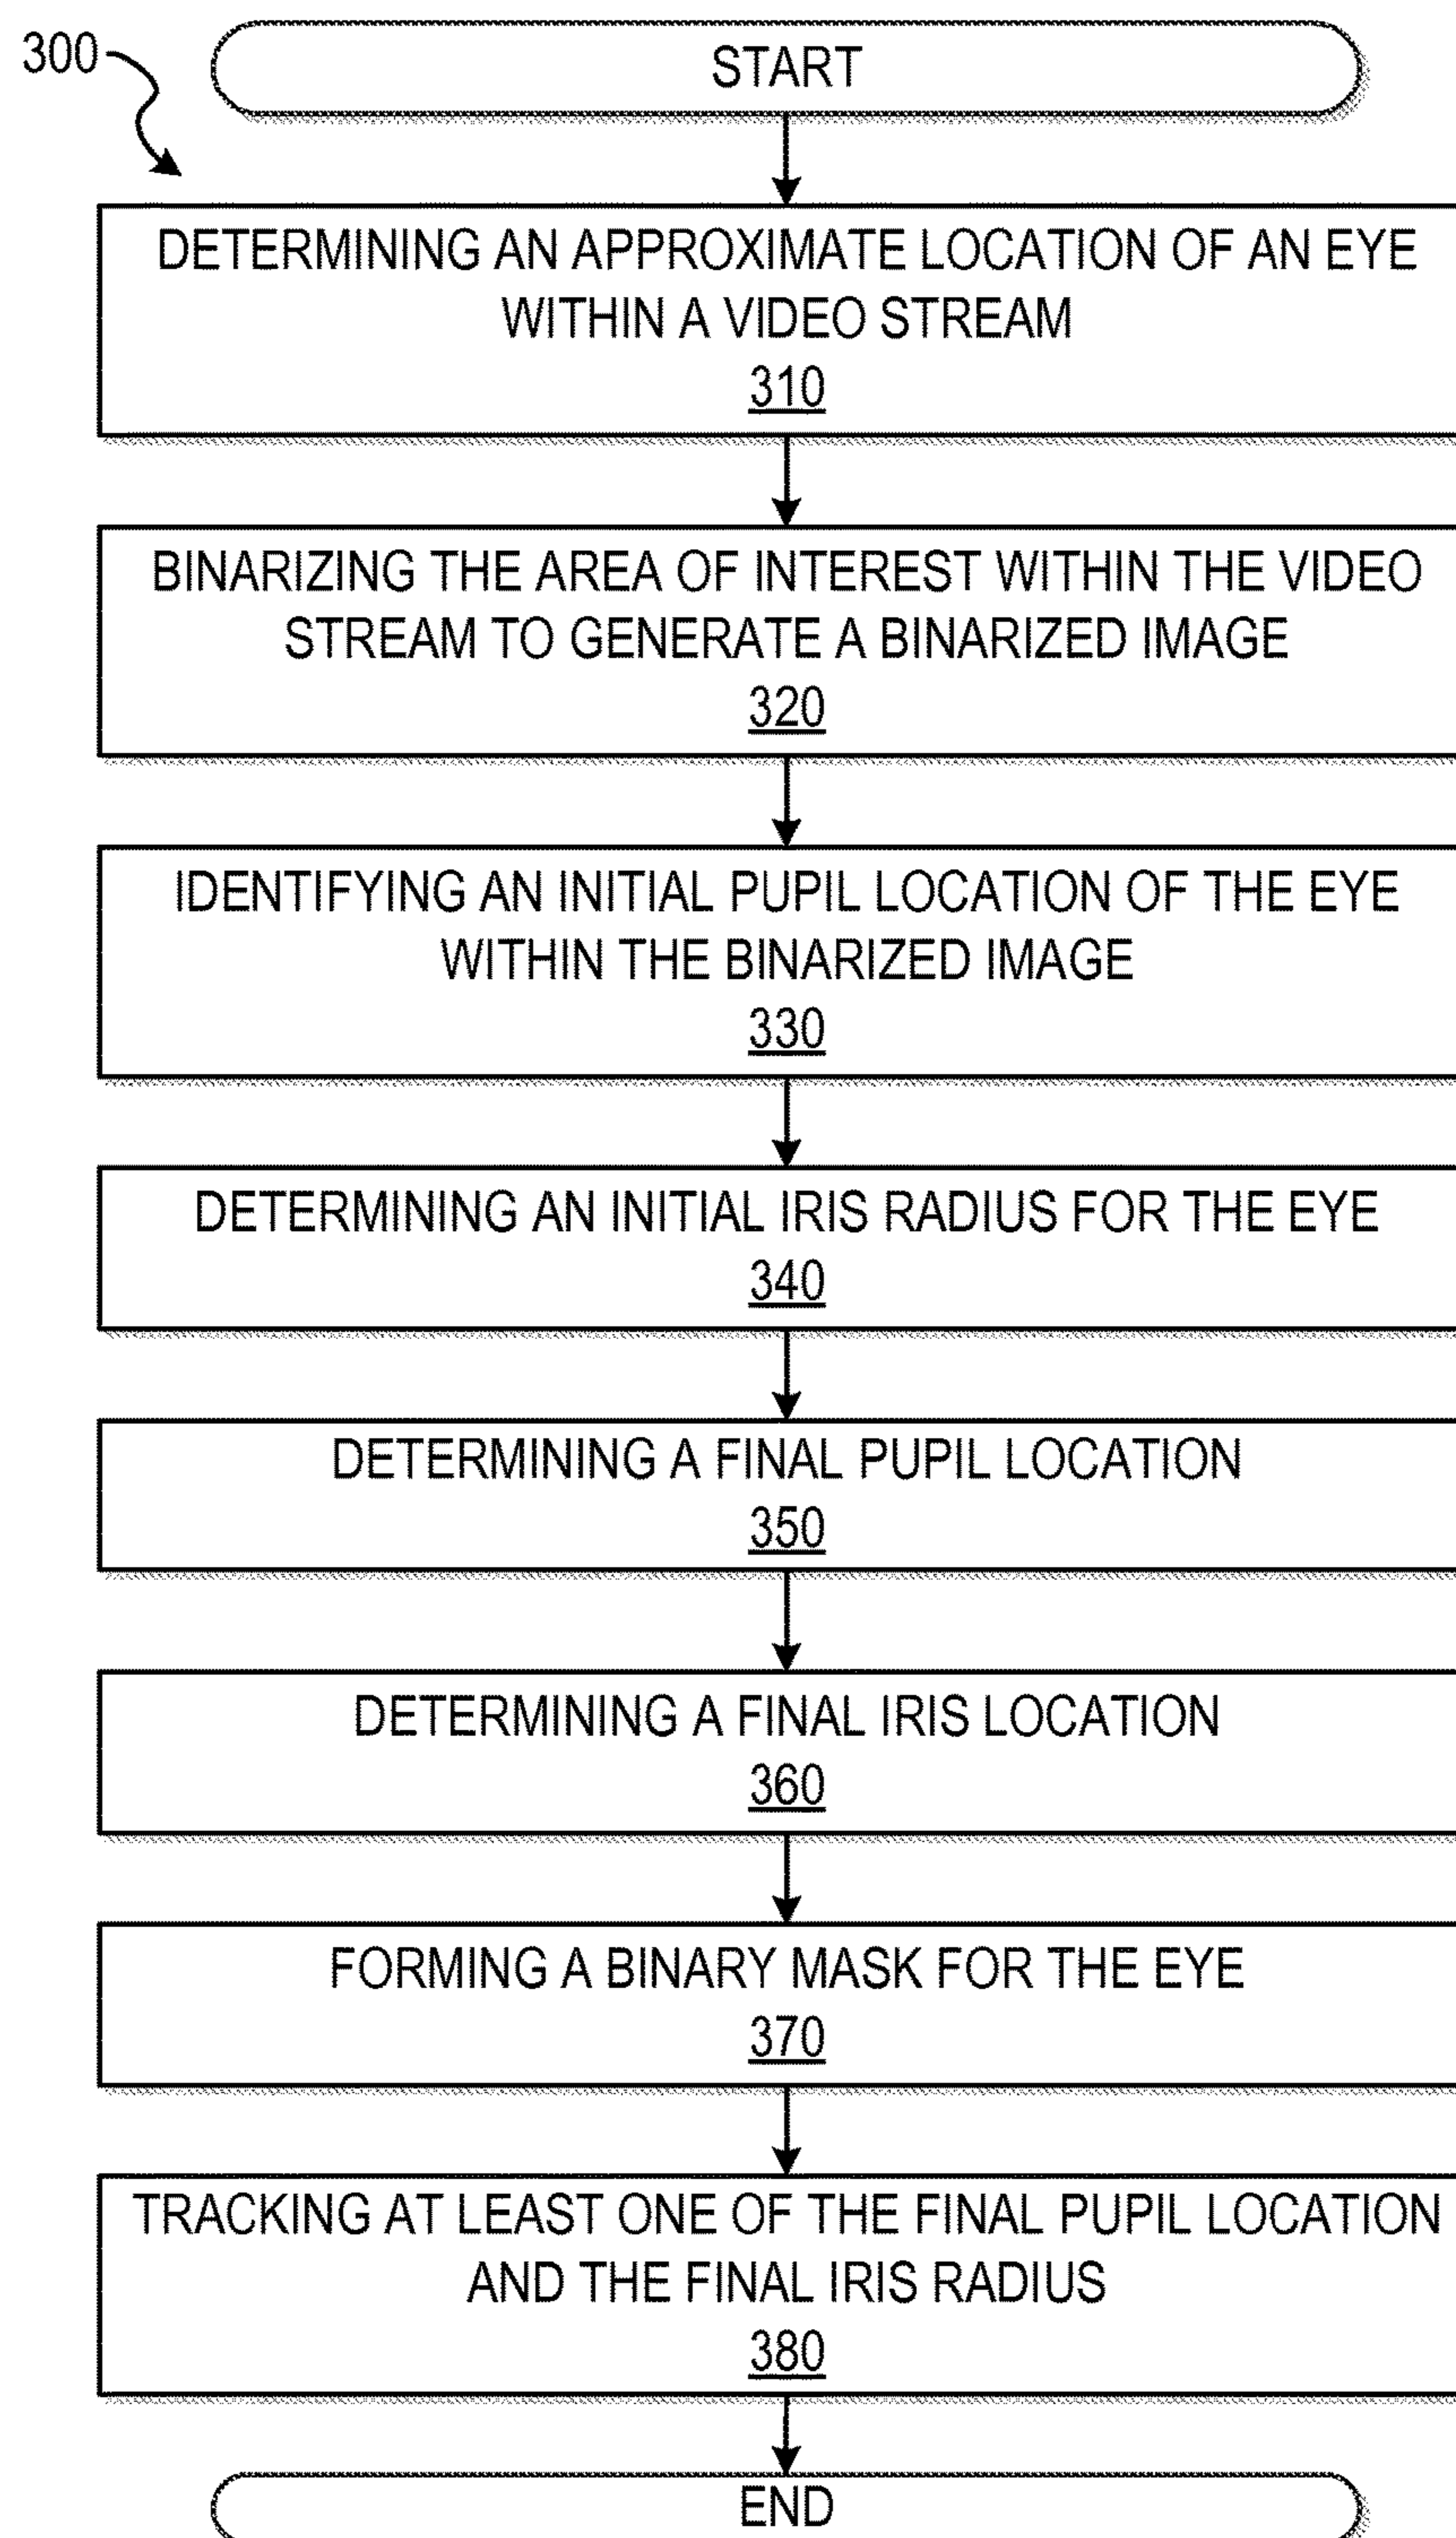 300
START
DETERMINING AN APPROXIMATE LOCATION OF AN EYE
WITHIN A VIDEO STREAM
310
BINARIZING THE AREA OF INTEREST WITHIN THE VIDEO
STREAM TO GENERATE A BINARIZED IMAGE
320
IDENTIFYING AN INITIAL PUPIL LOCATION OF THE EYE
WITHIN THE BINARIZED IMAGE
330
DETERMINING AN INITIAL IRIS RADIUS FOR THE EYE
340
DETERMINING A FINAL PUPIL LOCATION
350
DETERMINING A FINAL IRIS LOCATION
360
FORMING A BINARY MASK FOR THE EYE
370
TRACKING AT LEAST ONE OF THE FINAL PUPIL LOCATION
AND THE FINAL IRIS RADIUS
380
END